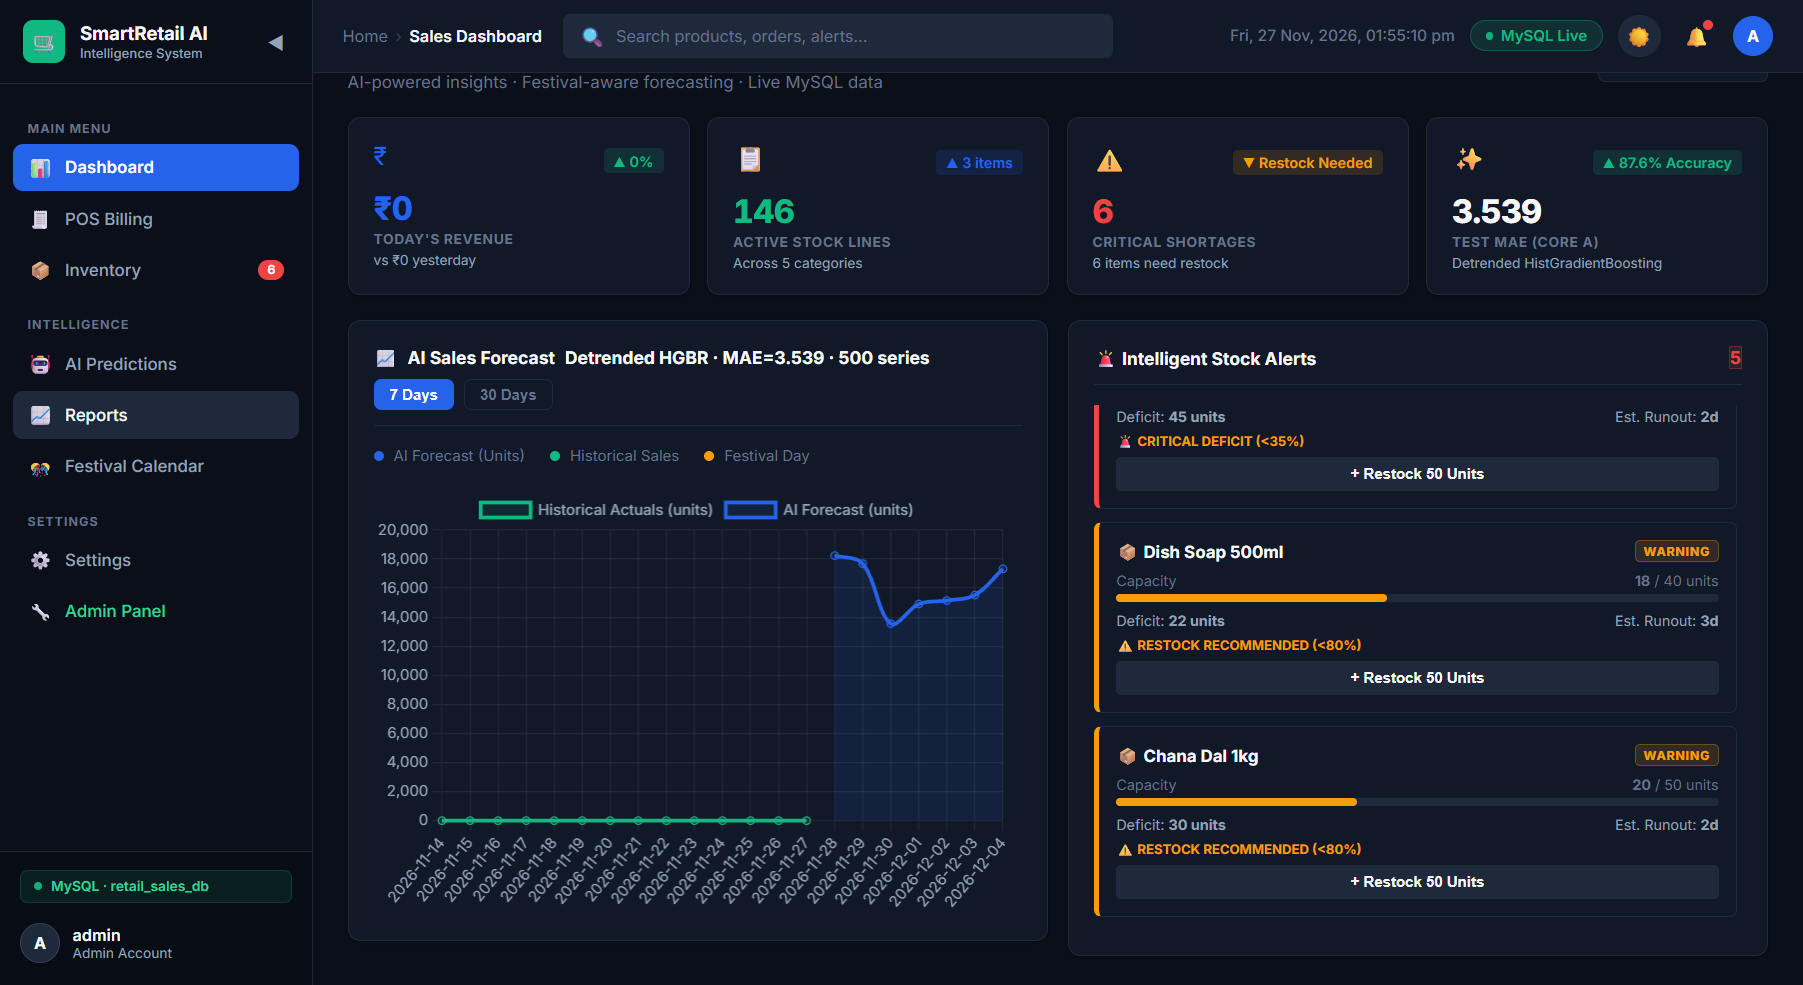 SmartRetail AI
Intelligence System
◀
MAIN MENU
Dashboard
POS Billing
Inventory 6
INTELLIGENCE
AI Predictions
Reports
Festival Calendar
SETTINGS
Settings
Admin Panel
MySQL · retail_sales_db
A
admin
Admin Account
Home › Sales Dashboard
Search products, orders, alerts...
Fri, 27 Nov, 2026, 01:55:10 pm
MySQL Live
A
AI-powered insights · Festival-aware forecasting · Live MySQL data
₹
▲ 0%
₹0
TODAY'S REVENUE
vs ₹0 yesterday
▲ 3 items
146
ACTIVE STOCK LINES
Across 5 categories
▼ Restock Needed
6
CRITICAL SHORTAGES
6 items need restock
▲ 87.6% Accuracy
3.539
TEST MAE (CORE A)
Detrended HistGradientBoosting
AI Sales Forecast Detrended HGBR · MAE=3.539 · 500 series
7 Days 30 Days
AI Forecast (Units) Historical Sales Festival Day
Historical Actuals (units) AI Forecast (units)
20,000
18,000
16,000
14,000
12,000
10,000
8,000
6,000
4,000
2,000
0
2026-11-14
2026-11-15
2026-11-16
2026-11-17
2026-11-18
2026-11-19
2026-11-20
2026-11-21
2026-11-22
2026-11-23
2026-11-24
2026-11-25
2026-11-26
2026-11-27
2026-11-28
2026-11-29
2026-11-30
2026-12-01
2026-12-02
2026-12-03
2026-12-04
Intelligent Stock Alerts 5
Deficit: 45 units Est. Runout: 2d
CRITICAL DEFICIT (<35%)
+ Restock 50 Units
Dish Soap 500ml WARNING
Capacity 18 / 40 units
Deficit: 22 units Est. Runout: 3d
RESTOCK RECOMMENDED (<80%)
+ Restock 50 Units
Chana Dal 1kg WARNING
Capacity 20 / 50 units
Deficit: 30 units Est. Runout: 2d
RESTOCK RECOMMENDED (<80%)
+ Restock 50 Units